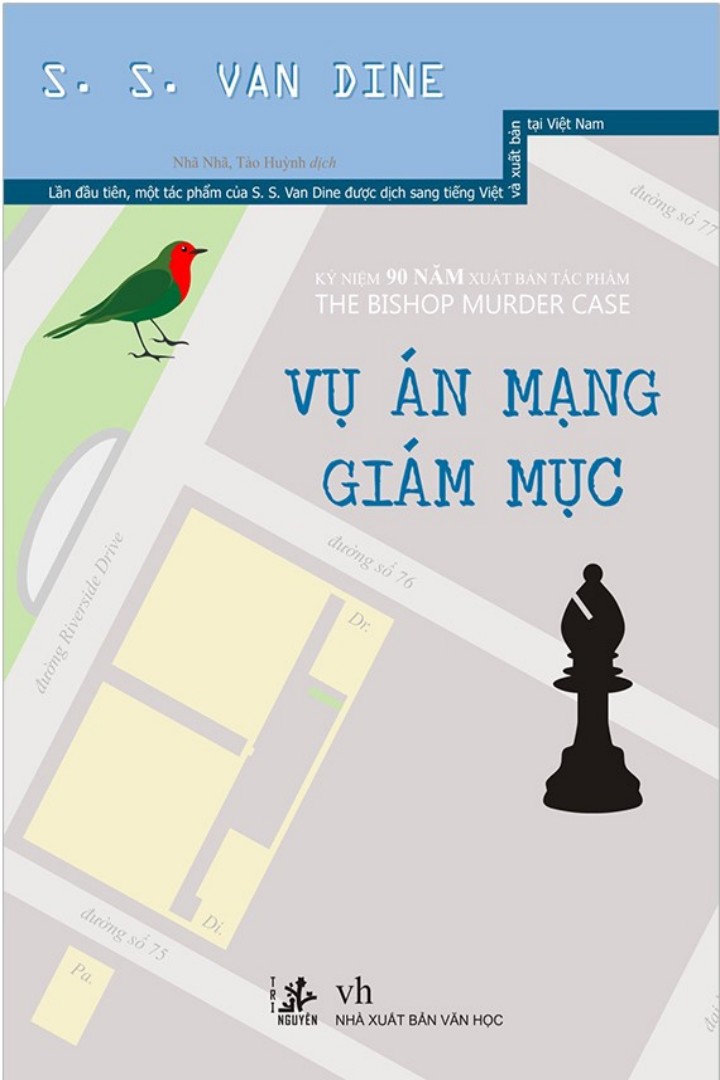 S. S. VAN DINE
Nhã Nhã, Tào Huỳnh dịch
Lần đầu tiên, một tác phẩm của S. S. Van Dine được dịch sang tiếng Việt
và xuất bản
tại Việt Nam
đường số 77
KỶ NIỆM 90 NĂM XUẤT BẢN TÁC PHẨM
THE BISHOP MURDER CASE
VỤ ÁN MẠNG
GIÁM MỤC
đường số 76
đường Riverside Drive
Dr.
Di.
đường số 75
Pa.
TRI
NGUYÊN
vh
NHÀ XUẤT BẢN VĂN HỌC